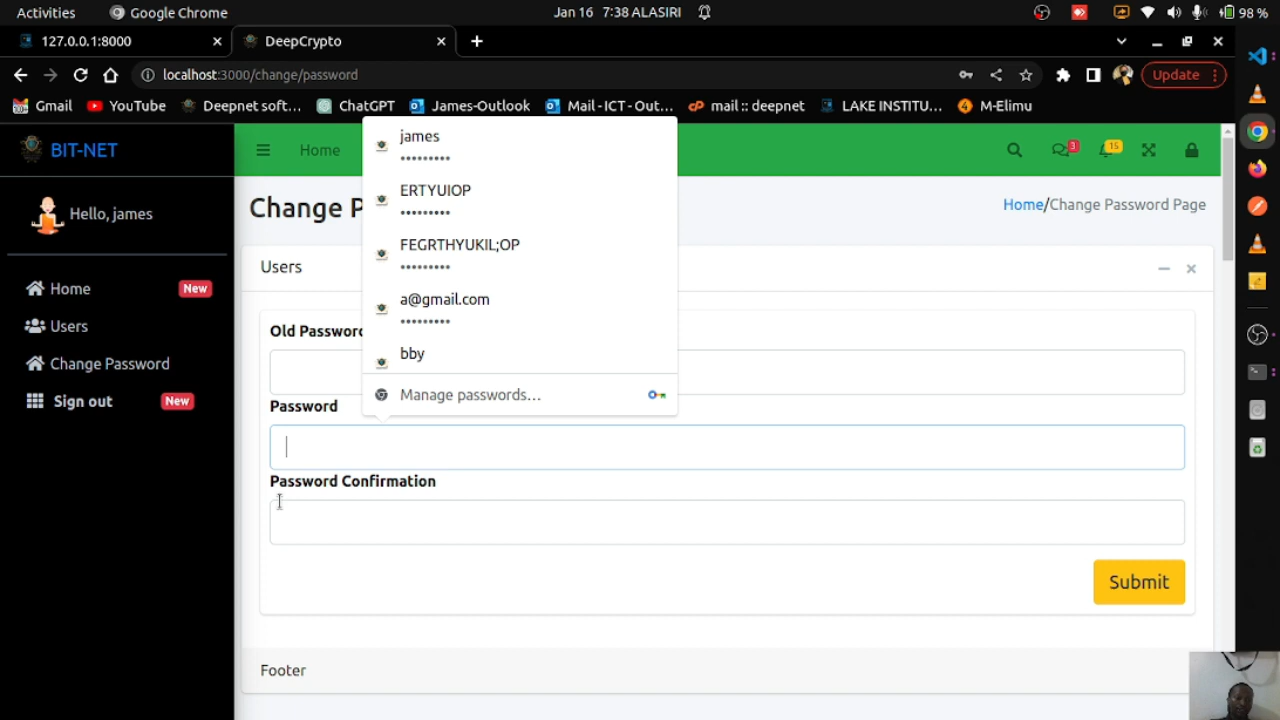 Activities
Google Chrome
Jan 16 7:38 ALASIRI
98 %
127.0.0.1:8000
DeepCrypto
localhost:3000/change/password
Update
Gmail
YouTube
Deepnet soft...
ChatGPT
James-Outlook
Mail - ICT - Out...
mail :: deepnet
LAKE INSTITU...
M-Elimu
BIT-NET
Home
3
15
james
•••••••••
ERTYUIOP
•••••••••
FEGRTHYUKIL;OP
•••••••••
a@gmail.com
•••••••••
bby
Manage passwords...
Hello, james
Home
New
Users
Change Password
Sign out
New
Change P
Home/Change Password Page
Users
Old Password
Password
Password Confirmation
Submit
Footer